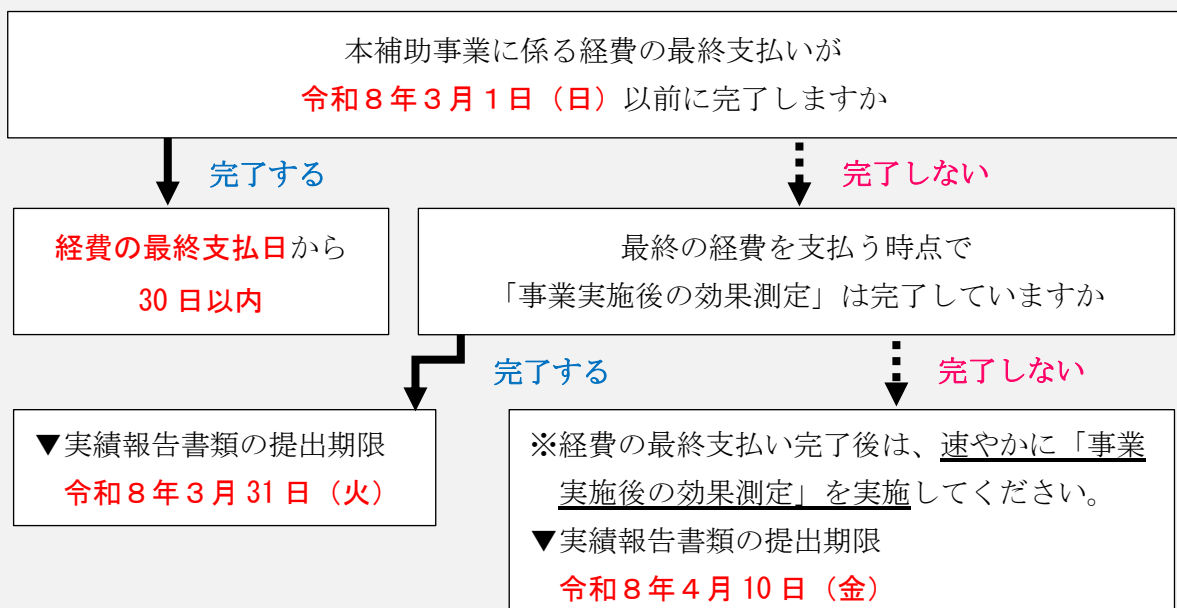 本補助事業に係る経費の最終支払いが
令和８年３月１日（日）以前に完了しますか
完了する
完了しない
経費の最終支払日から
30日以内
最終の経費を支払う時点で
「事業実施後の効果測定」は完了していますか
完了する
完了しない
▼実績報告書類の提出期限
令和８年３月31日（火）
※経費の最終支払い完了後は、速やかに「事業
実施後の効果測定」を実施してください。
▼実績報告書類の提出期限
令和８年４月10日（金）